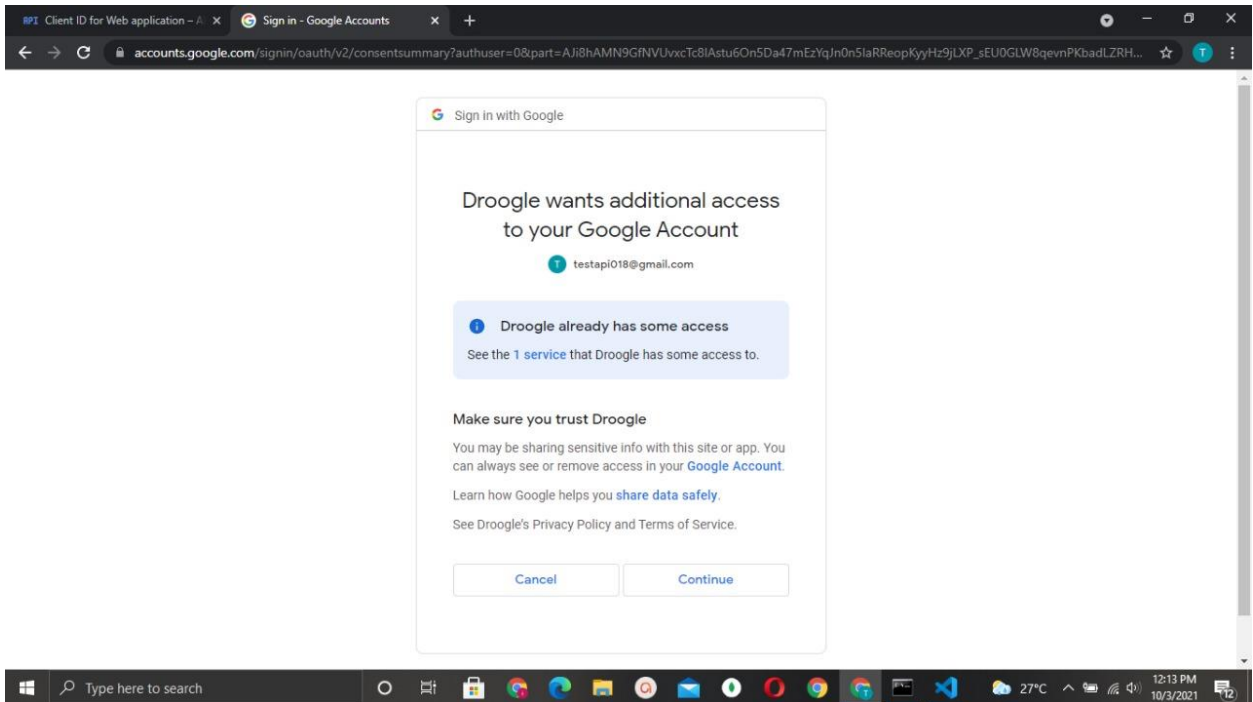 API Client ID for Web application – A
Sign in - Google Accounts
accounts.google.com/signin/oauth/v2/consentsummary?authuser=0&part=AJi8hAMN9GfNVUvxcTc8lAstu6On5Da47mEzYqJn0n5laRReopKyyHz9jLXP_sEU0GLW8qevnPKbadLZRH...
T
Sign in with Google
Droogle wants additional access
to your Google Account
T testapi018@gmail.com
Droogle already has some access
See the 1 service that Droogle has some access to.
Make sure you trust Droogle
You may be sharing sensitive info with this site or app. You
can always see or remove access in your Google Account.
Learn how Google helps you share data safely.
See Droogle's Privacy Policy and Terms of Service.
Cancel Continue
Type here to search
27°C
12:13 PM
10/3/2021
12